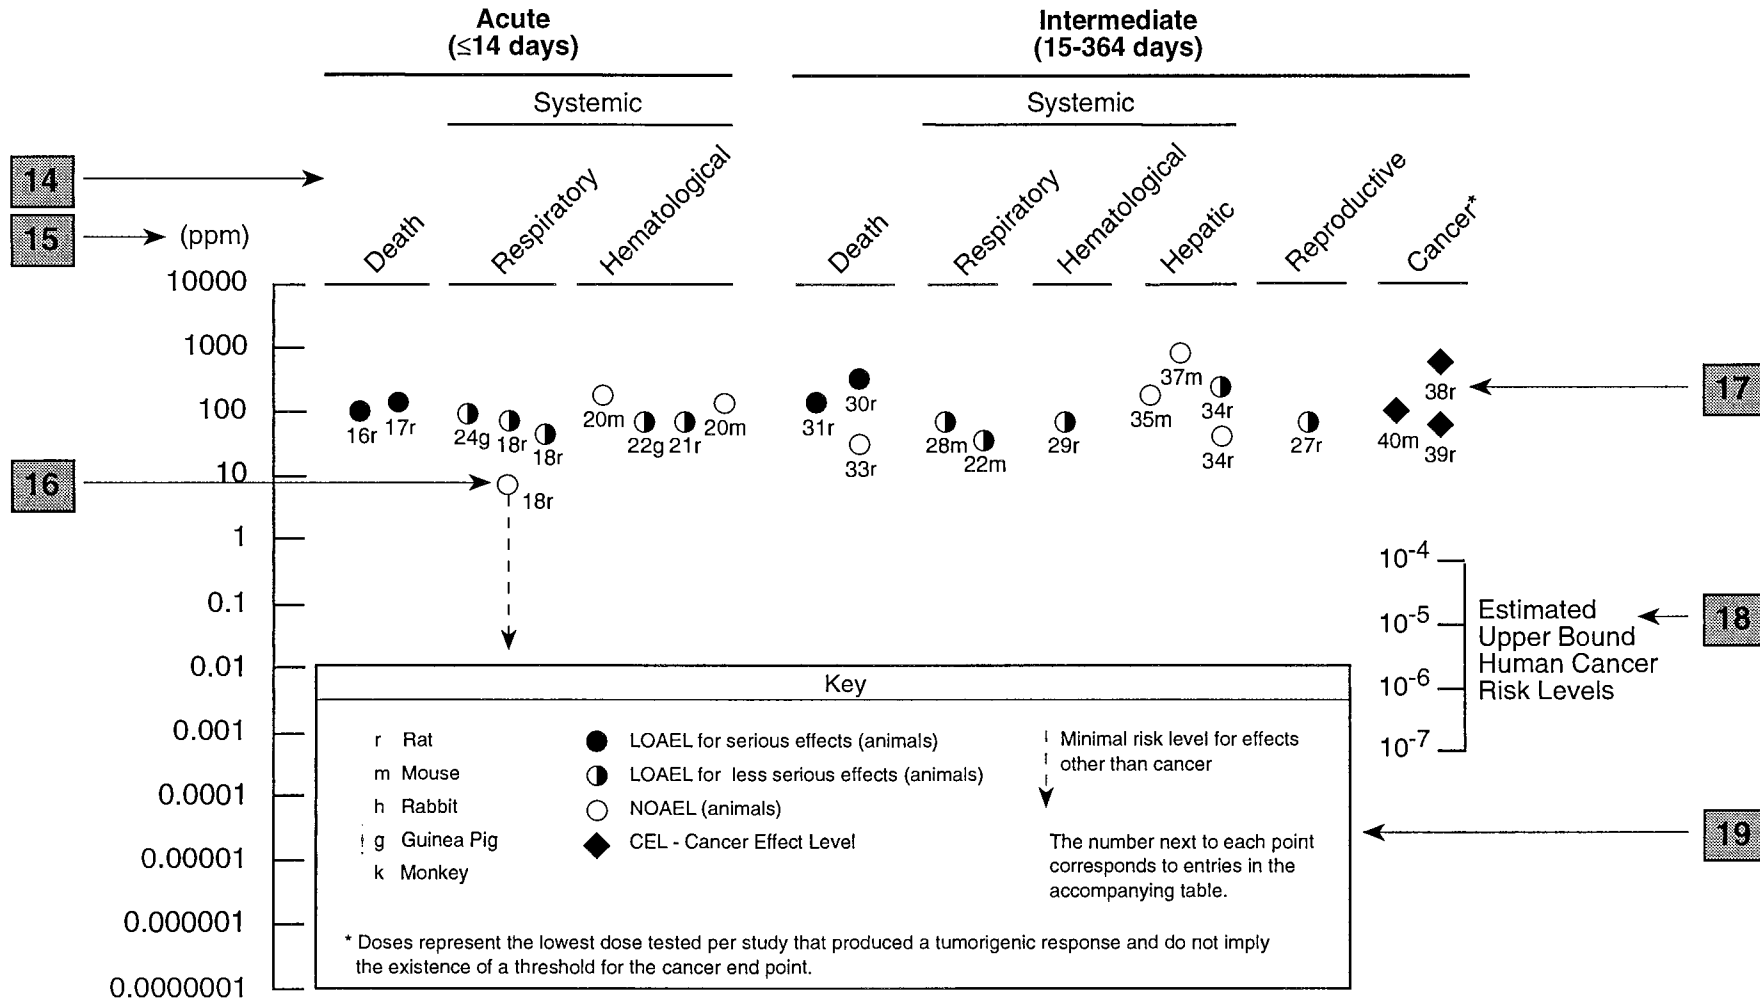 Acute
(≤14 days)
Intermediate
(15-364 days)
Systemic
Systemic
14
15
(ppm)
Death
Respiratory
Hematological
Death
Respiratory
Hematological
Hepatic
Reproductive
Cancer*
10000
1000
100
10
1
0.1
0.01
0.001
0.0001
0.00001
0.000001
0.0000001
16r
17r
24g
18r
18r
20m
22g
21r
20m
31r
30r
33r
28m
22m
29r
35m
37m
34r
34r
27r
40m
38r
39r
17
16
18r
10-4
10-5
10-6
10-7
Estimated
Upper Bound
Human Cancer
Risk Levels
18
Key
r Rat
m Mouse
h Rabbit
g Guinea Pig
k Monkey
LOAEL for serious effects (animals)
LOAEL for less serious effects (animals)
NOAEL (animals)
CEL - Cancer Effect Level
Minimal risk level for effects
other than cancer
The number next to each point
corresponds to entries in the
accompanying table.
19
* Doses represent the lowest dose tested per study that produced a tumorigenic response and do not imply
the existence of a threshold for the cancer end point.